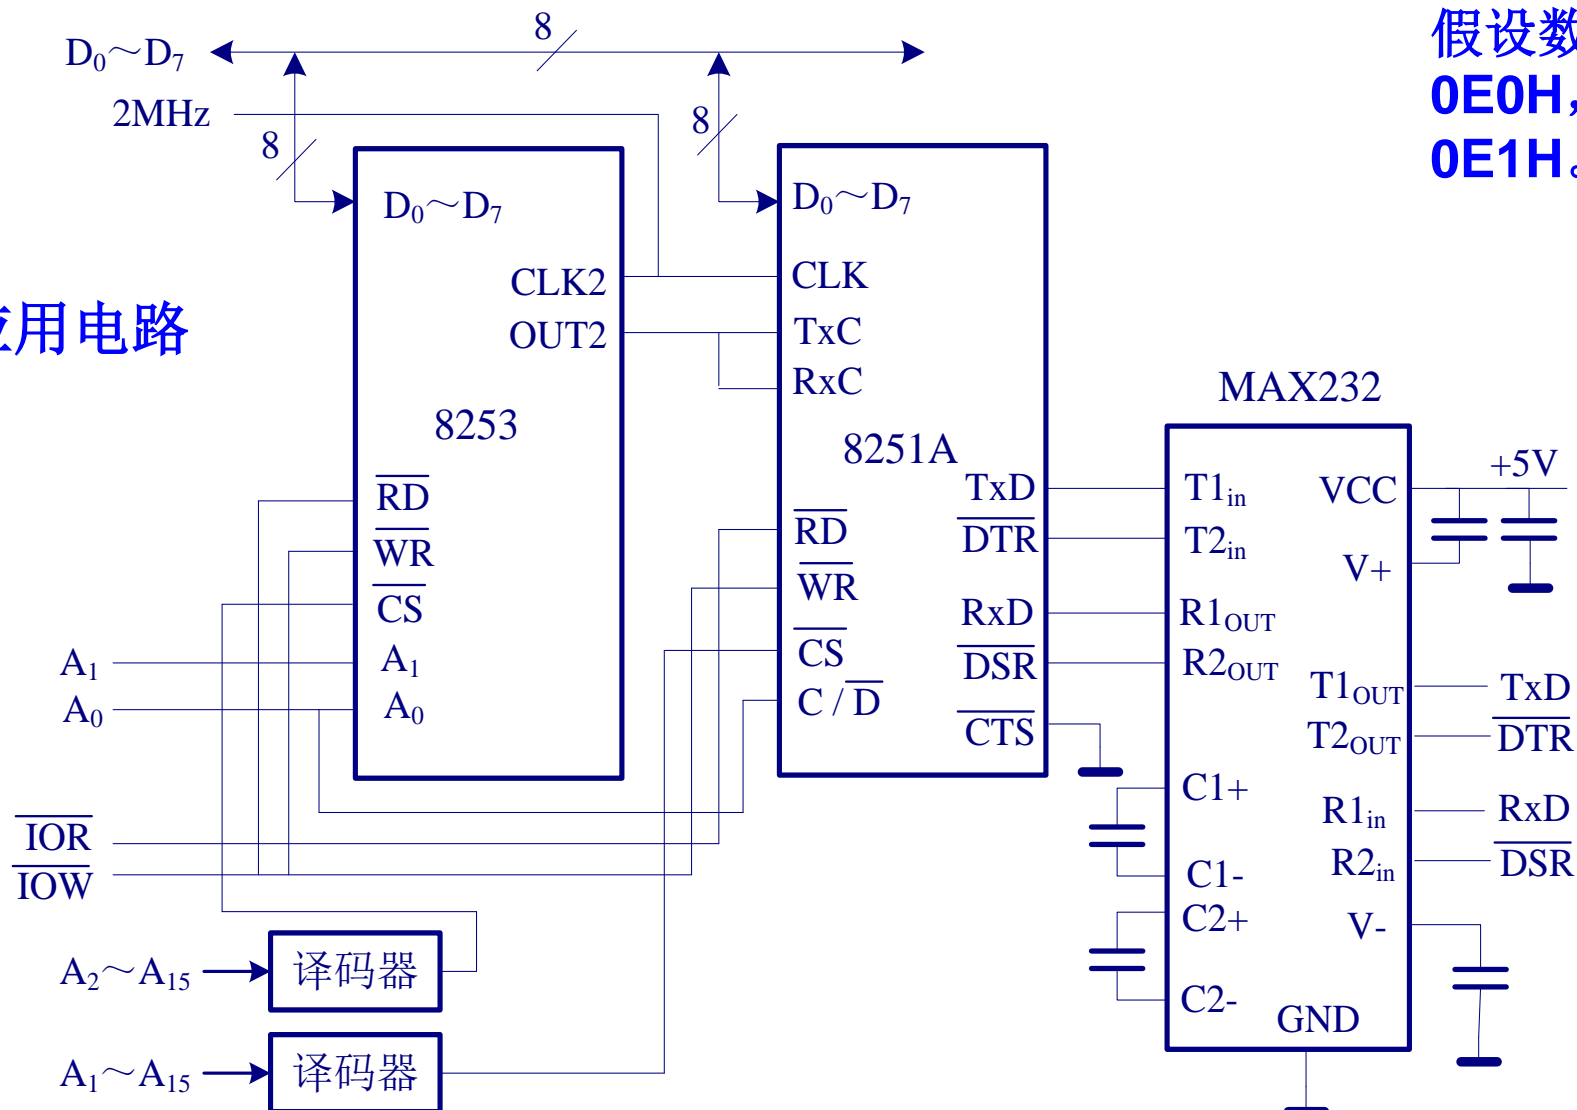 假设数
0E0H，
0E1H。
D₀～D₇
8
2MHz
8
8
D₀～D₇
CLK2
OUT2
8253
RD
WR
CS
A₁
A₀
D₀～D₇
CLK
TxC
RxC
8251A
TxD
DTR
RD
WR
RxD
CS
DSR
C / D
CTS
应用电路
MAX232
+5V
T1in
VCC
T2in
V+
R1OUT
R2OUT
T1OUT
TxD
T2OUT
DTR
C1+
R1in
RxD
C1-
R2in
DSR
C2+
V-
C2-
GND
A₁
A₀
IOR
IOW
A₂～A₁₅
译码器
A₁～A₁₅
译码器